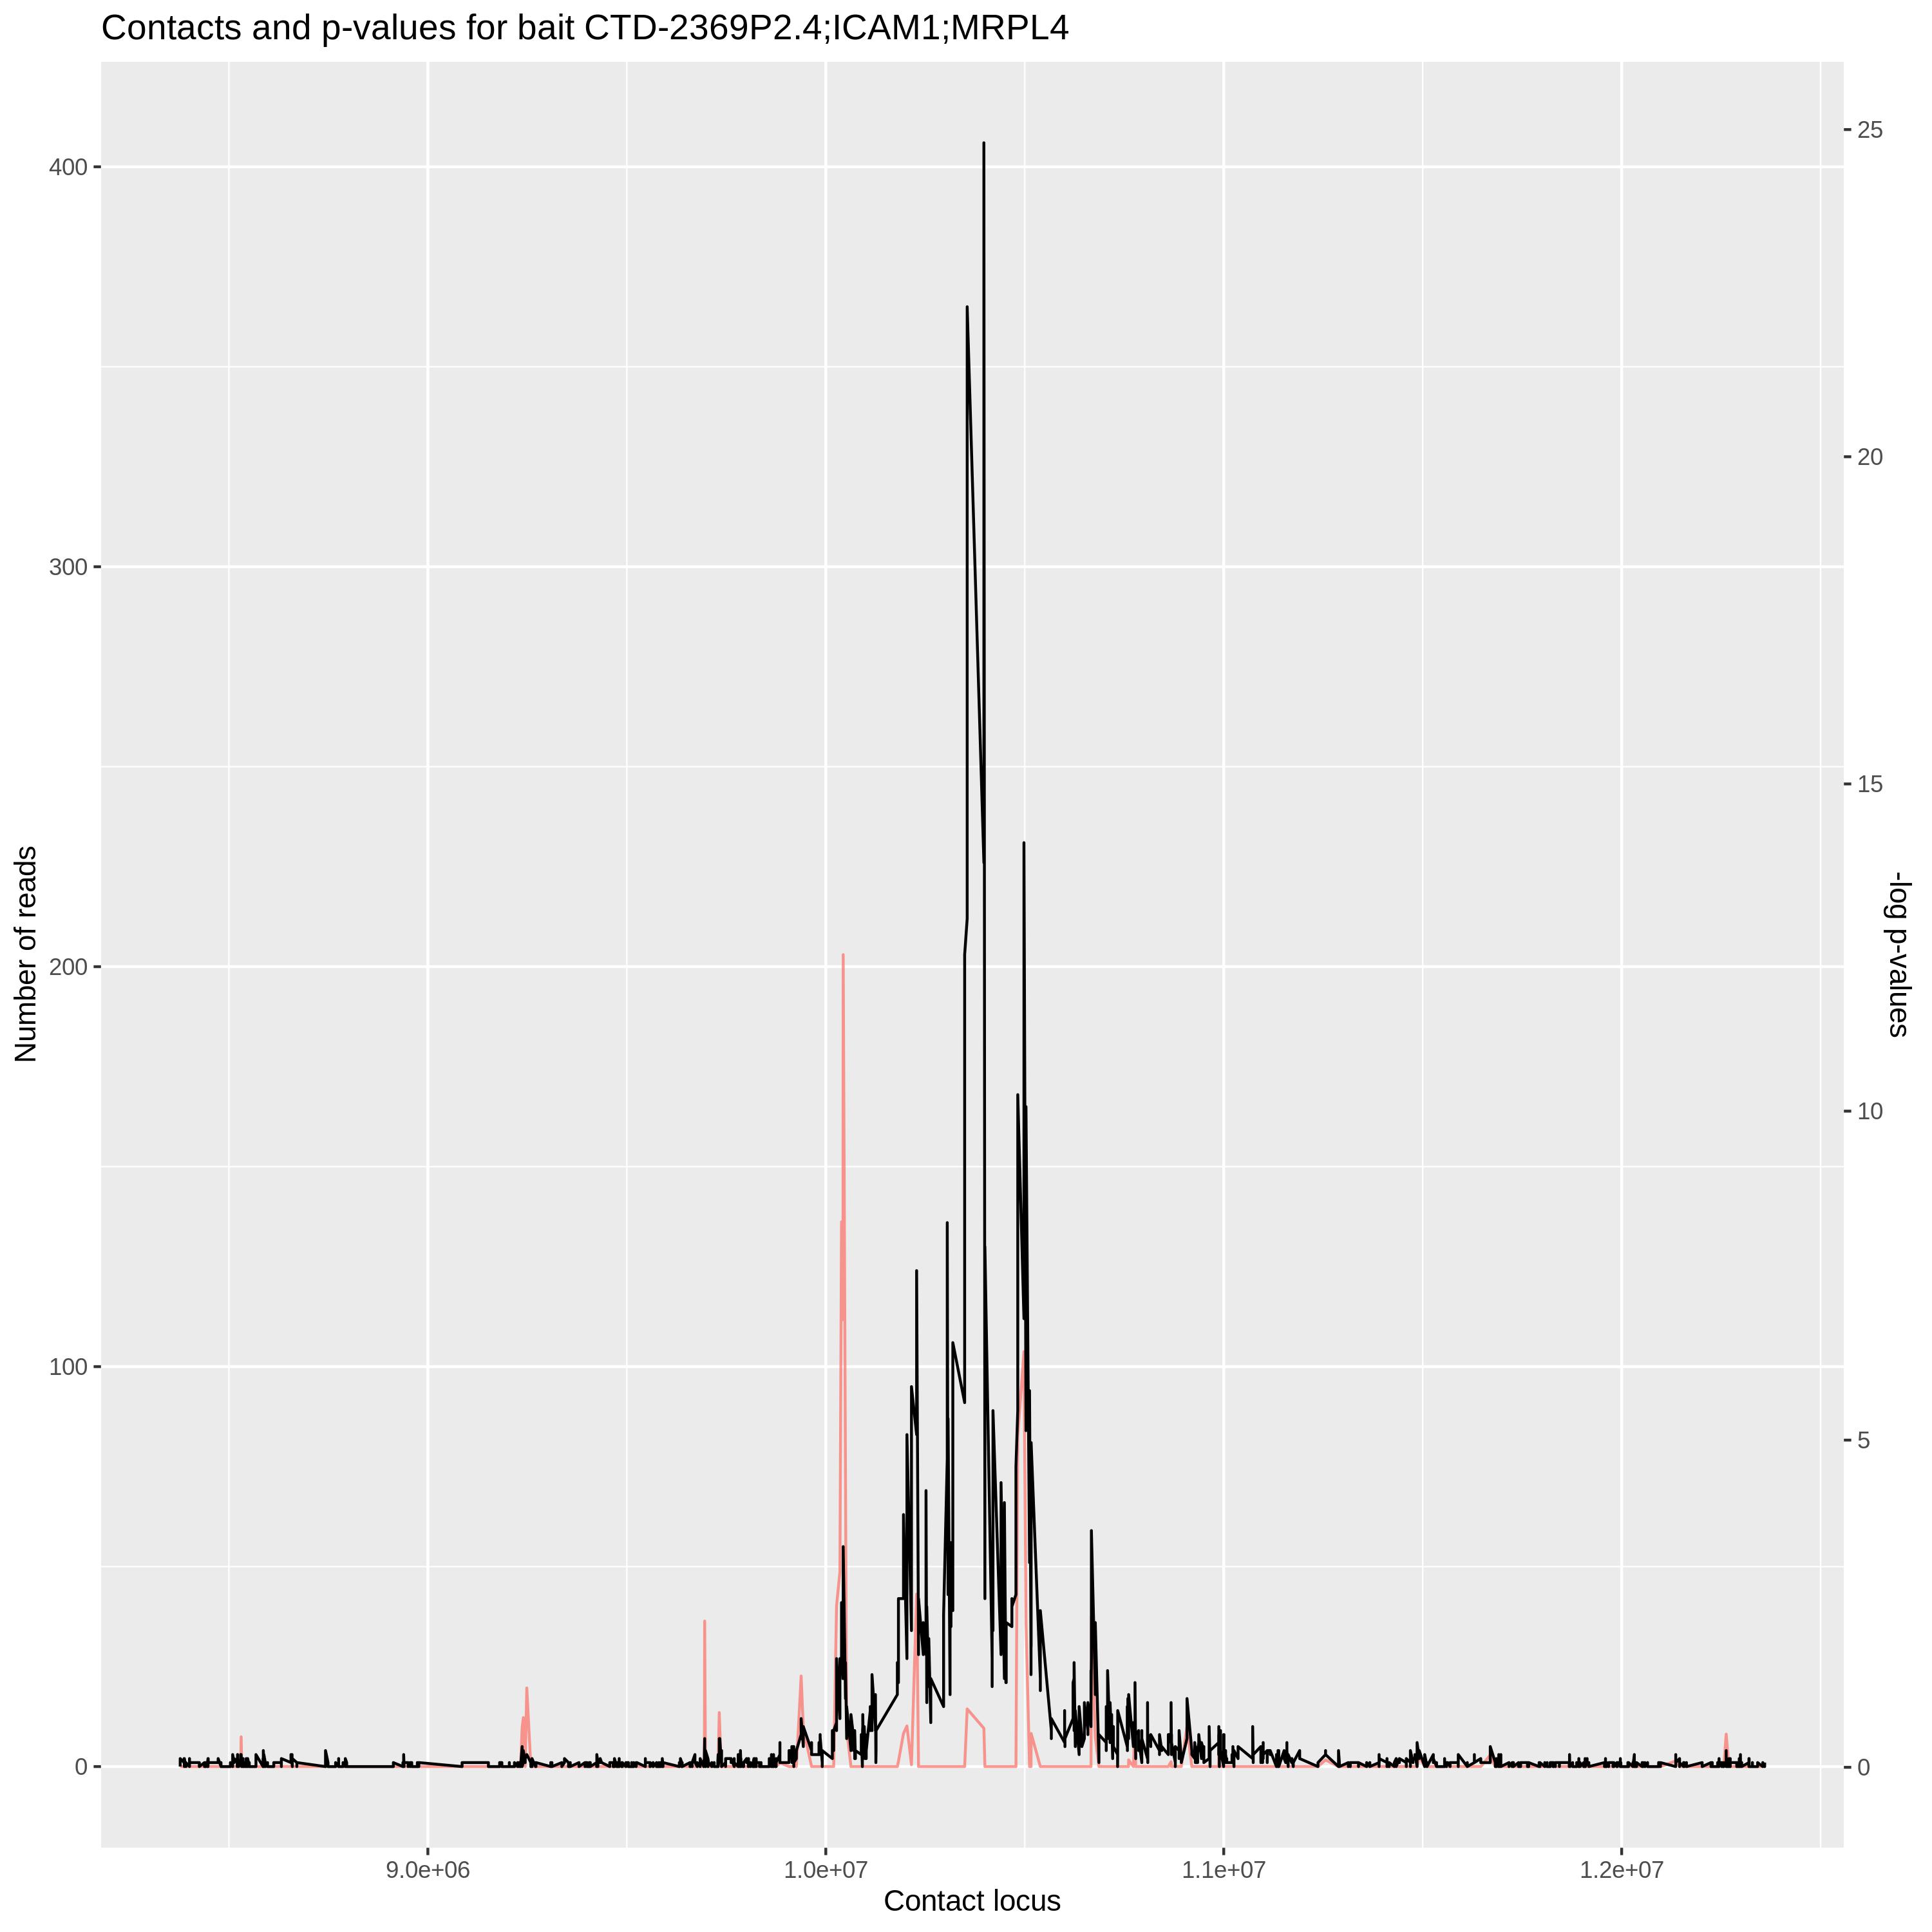 Contacts and p-values for bait CTD-2369P2.4;ICAM1;MRPL4
400
300
200
100
0
Number of reads
25
20
15
10
5
0
-log p-values
9.0e+06
1.0e+07
1.1e+07
1.2e+07
Contact locus